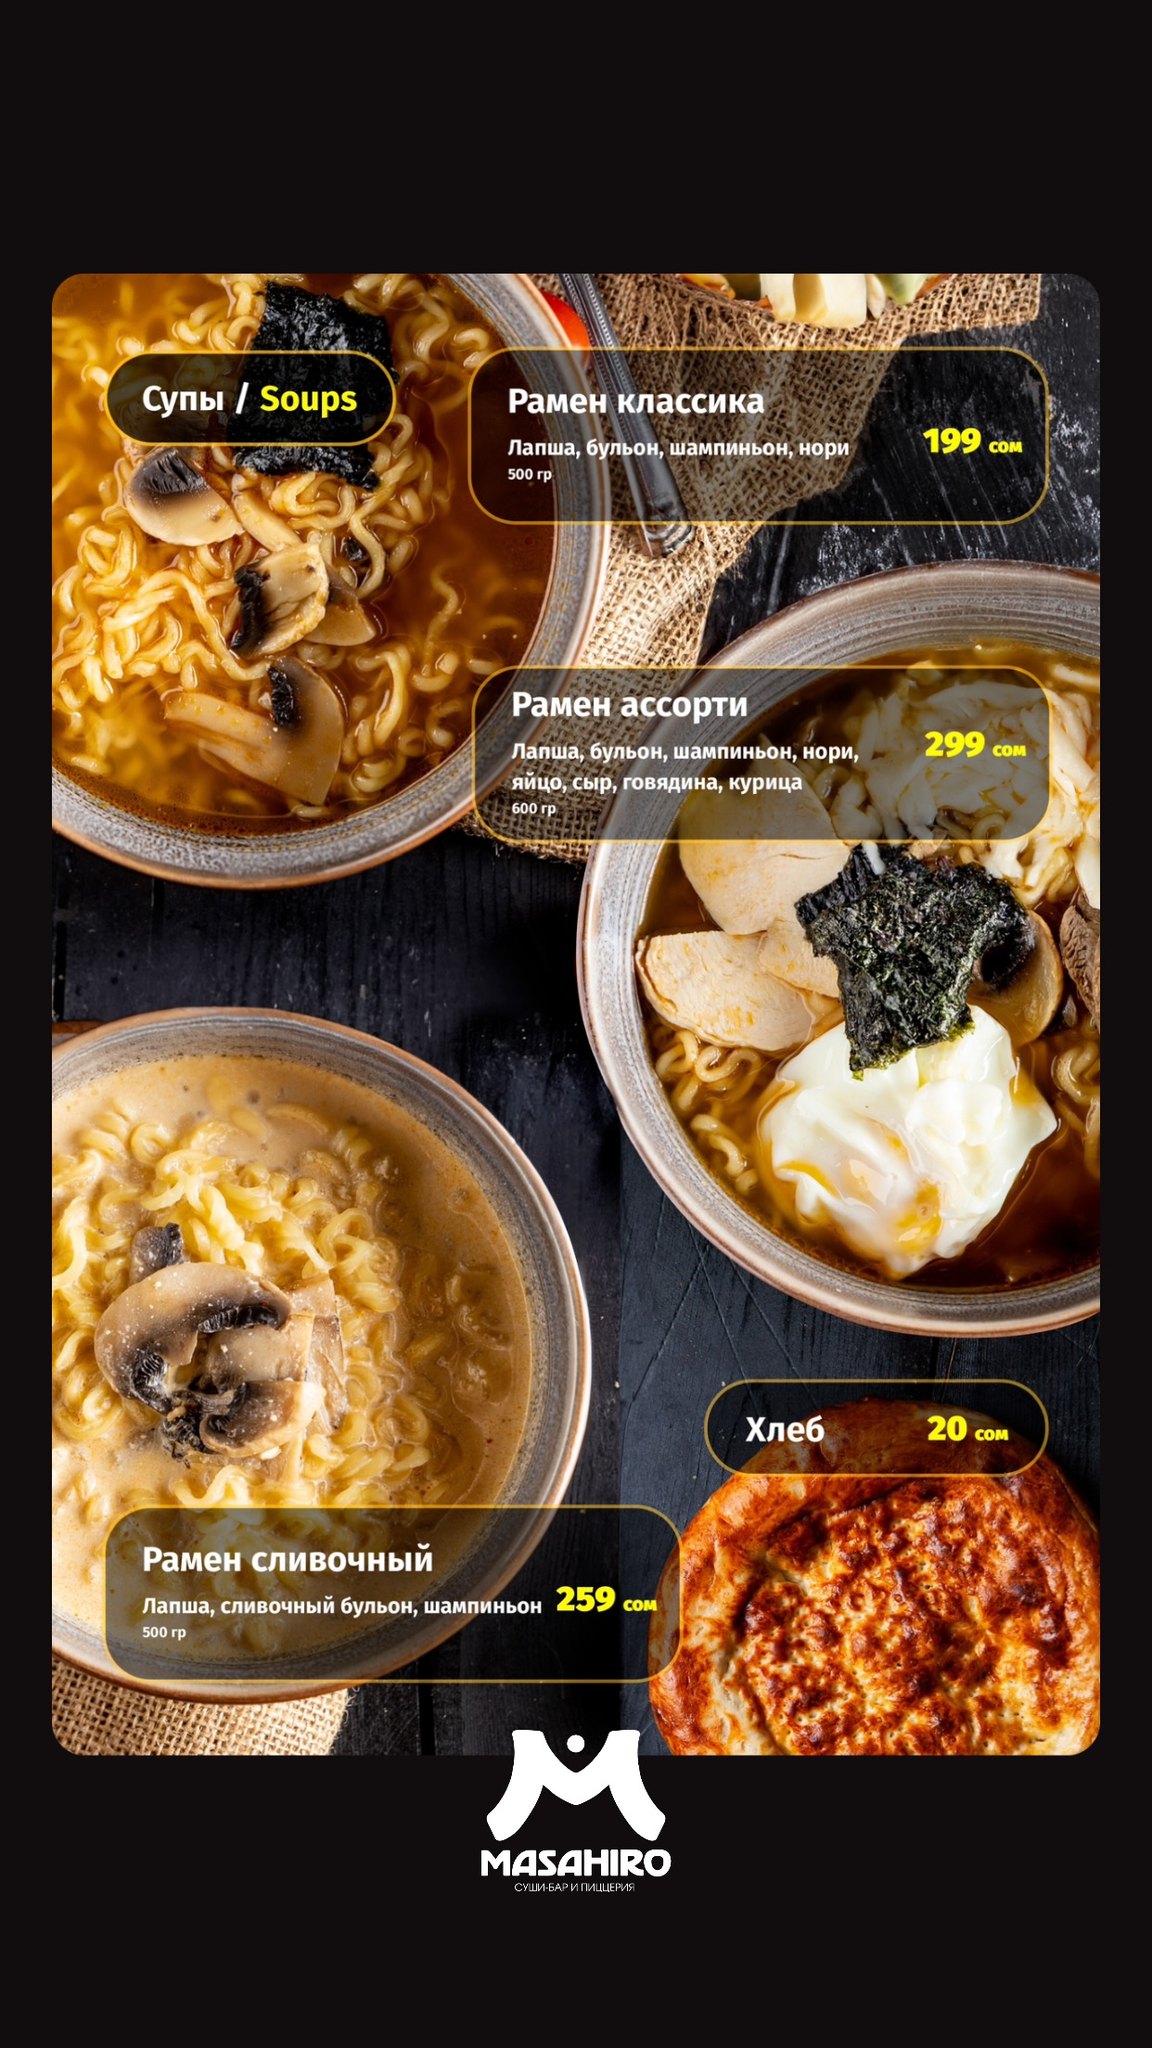 Супы / Soups
Рамен классика
Лапша, бульон, шампиньон, нори
500 гр
199 сом
Рамен ассорти
Лапша, бульон, шампиньон, нори,
яйцо, сыр, говядина, курица
600 гр
299 сом
Хлеб
20 сом
Рамен сливочный
Лапша, сливочный бульон, шампиньон
500 гр
259 сом
MASAHIRO
СУШИ-БАР И ПИЦЦЕРИЯ